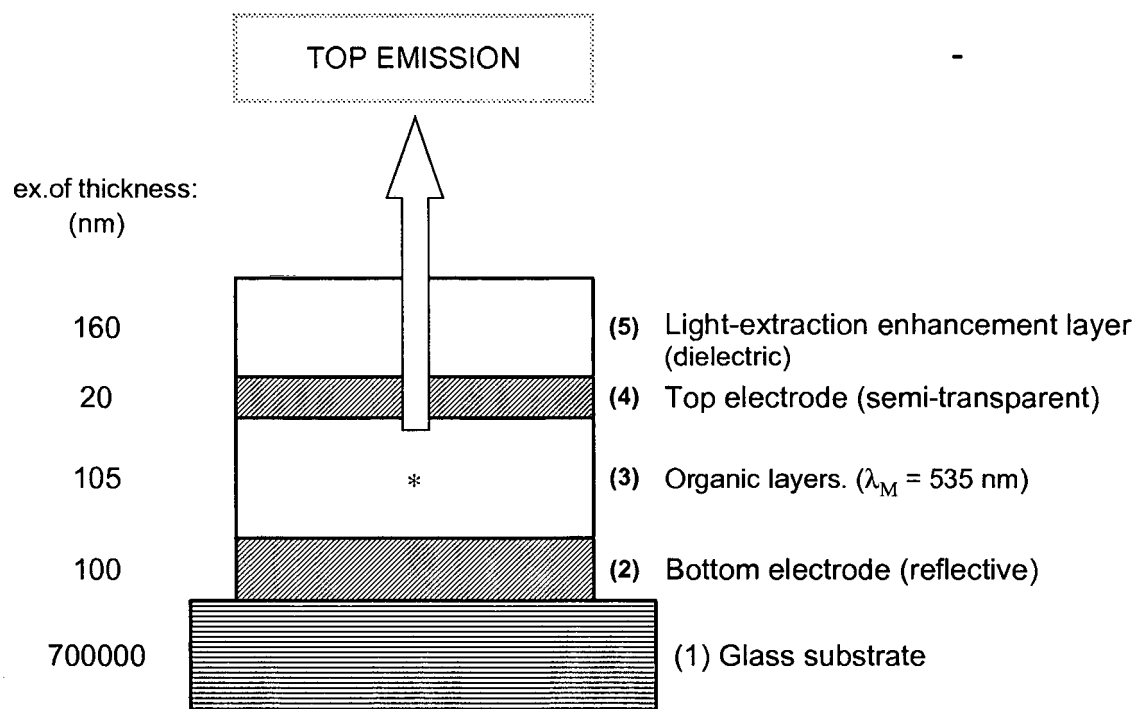 TOP EMISSION
-
ex.of thickness:
(nm)
160 (5) Light-extraction enhancement layer
(dielectric)
20 (4) Top electrode (semi-transparent)
105 * (3) Organic layers. (λM = 535 nm)
100 (2) Bottom electrode (reflective)
700000 (1) Glass substrate